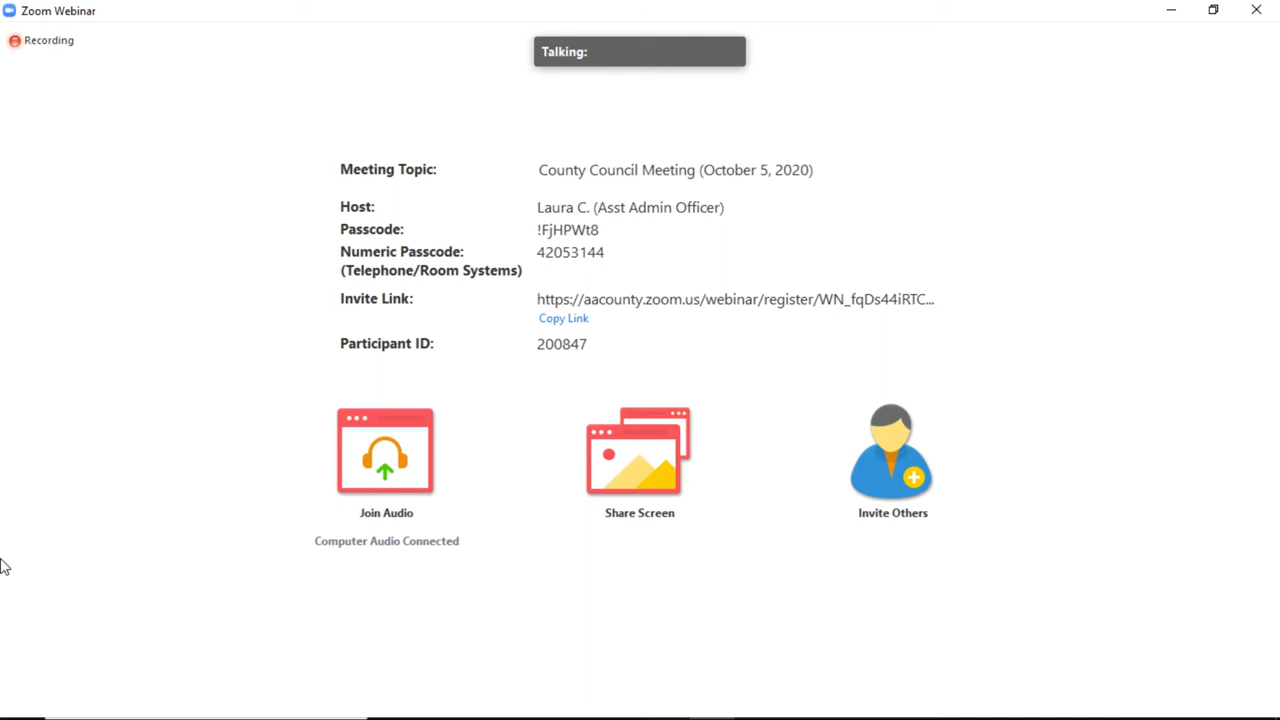 Zoom Webinar
Recording
Talking:
Meeting Topic: County Council Meeting (October 5, 2020)
Host: Laura C. (Asst Admin Officer)
Passcode: !FjHPWt8
Numeric Passcode: 42053144
(Telephone/Room Systems)
Invite Link: https://aacounty.zoom.us/webinar/register/WN_fqDs44iRTC...
Copy Link
Participant ID: 200847
Join Audio
Share Screen
Invite Others
Computer Audio Connected